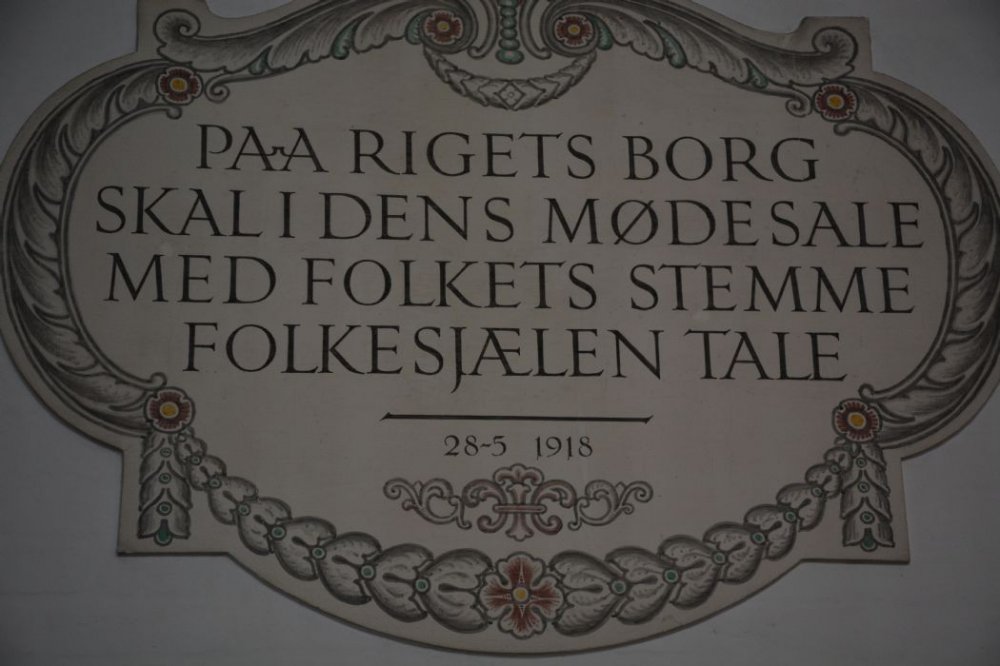 PAA RIGETS BORG
SKAL I DENS MØDESALE
MED FOLKETS STEMME
FOLKESJÆLEN TALE
28-5 1918